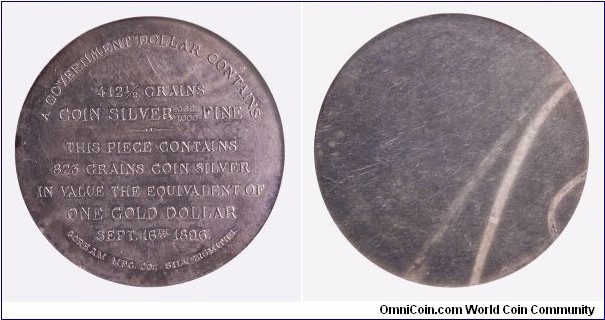 A GOVERNMENT DOLLAR CONTAINS
412½ GRAINS
COIN SILVER 900/1000 FINE
THIS PIECE CONTAINS
823 GRAINS COIN SILVER
IN VALUE THE EQUIVALENT OF
ONE GOLD DOLLAR
SEPT. 16TH 1896.
GORHAM MFG. CO., SILVERSMITHS.
OmniCoin.com World Coin Community